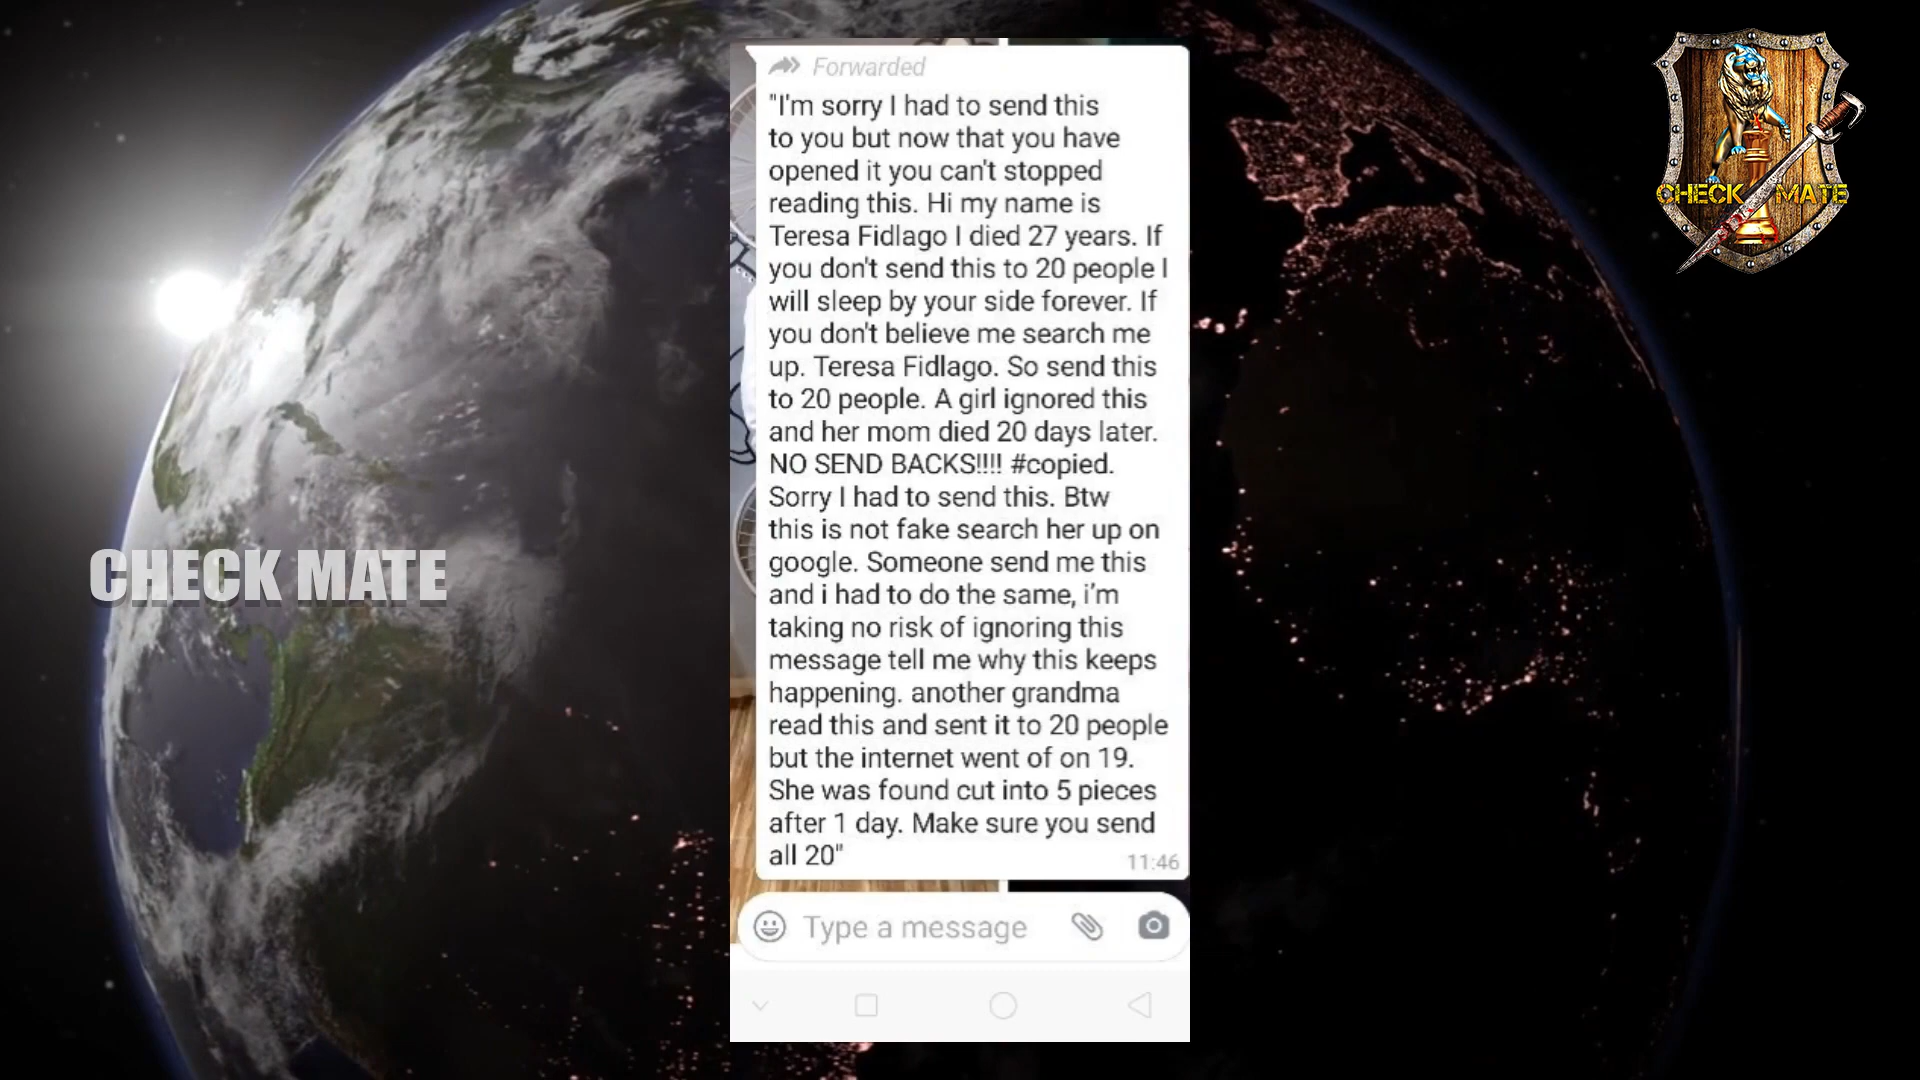 Forwarded
"I'm sorry I had to send this
to you but now that you have
opened it you can't stopped
reading this. Hi my name is
Teresa Fidlago I died 27 years. If
you don't send this to 20 people I
will sleep by your side forever. If
you don't believe me search me
up. Teresa Fidlago. So send this
to 20 people. A girl ignored this
and her mom died 20 days later.
NO SEND BACKS!!!! #copied.
Sorry I had to send this. Btw
this is not fake search her up on
google. Someone send me this
and i had to do the same, i'm
taking no risk of ignoring this
message tell me why this keeps
happening. another grandma
read this and sent it to 20 people
but the internet went of on 19.
She was found cut into 5 pieces
after 1 day. Make sure you send
all 20"
11:46
Type a message
CHECK MATE
CHECK MATE